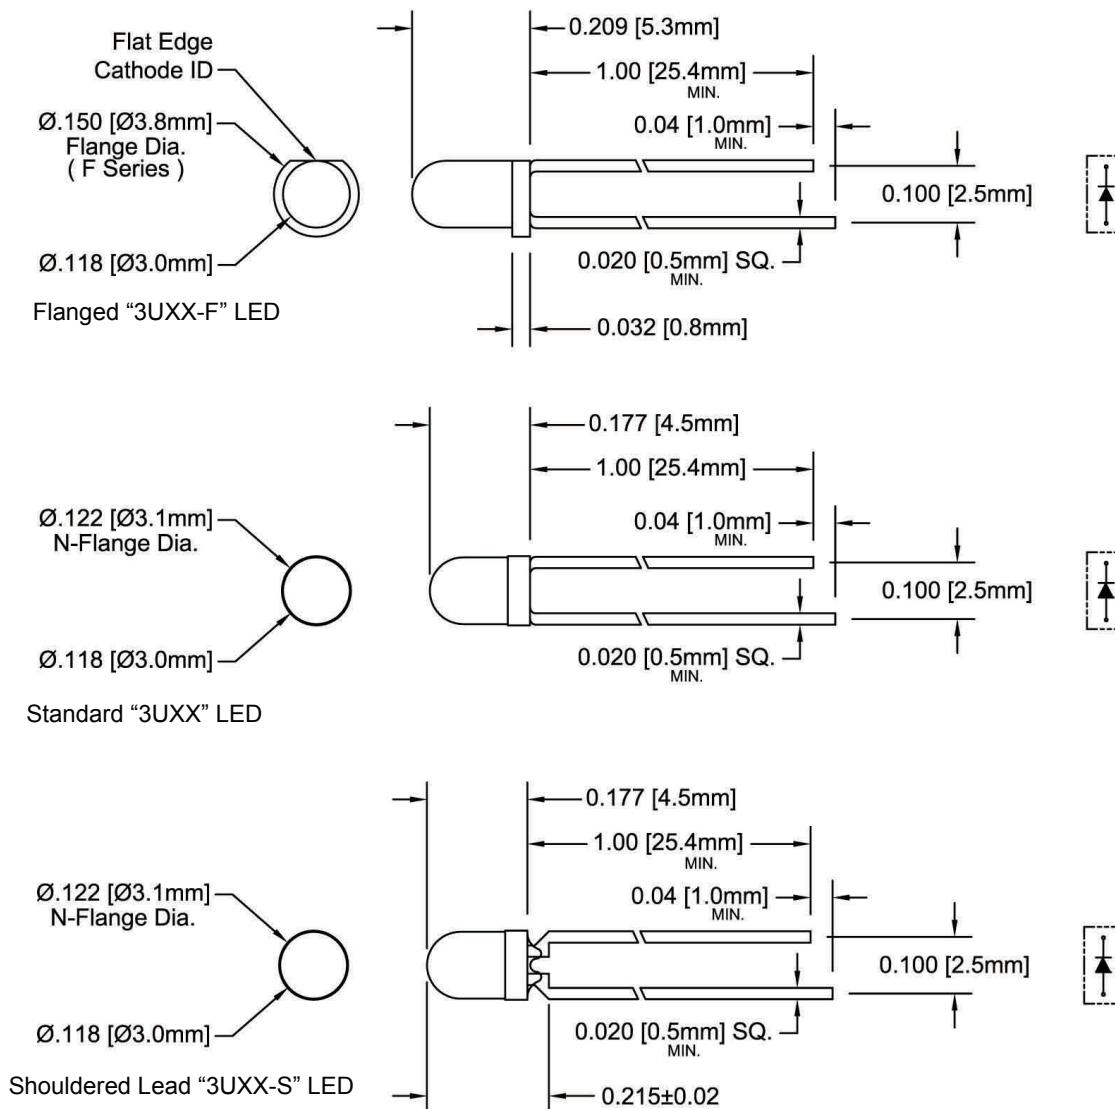 Flat Edge
Cathode ID
Ø.150 [Ø3.8mm]
Flange Dia.
( F Series )
Ø.118 [Ø3.0mm]
Flanged “3UXX-F” LED
0.209 [5.3mm]
1.00 [25.4mm]
MIN.
0.04 [1.0mm]
MIN.
0.100 [2.5mm]
0.020 [0.5mm] SQ.
MIN.
0.032 [0.8mm]
Ø.122 [Ø3.1mm]
N-Flange Dia.
Ø.118 [Ø3.0mm]
Standard “3UXX” LED
0.177 [4.5mm]
1.00 [25.4mm]
0.04 [1.0mm]
MIN.
0.100 [2.5mm]
0.020 [0.5mm] SQ.
MIN.
Ø.122 [Ø3.1mm]
N-Flange Dia.
Ø.118 [Ø3.0mm]
Shouldered Lead “3UXX-S” LED
0.177 [4.5mm]
1.00 [25.4mm]
MIN.
0.04 [1.0mm]
MIN.
0.100 [2.5mm]
0.020 [0.5mm] SQ.
MIN.
0.215±0.02